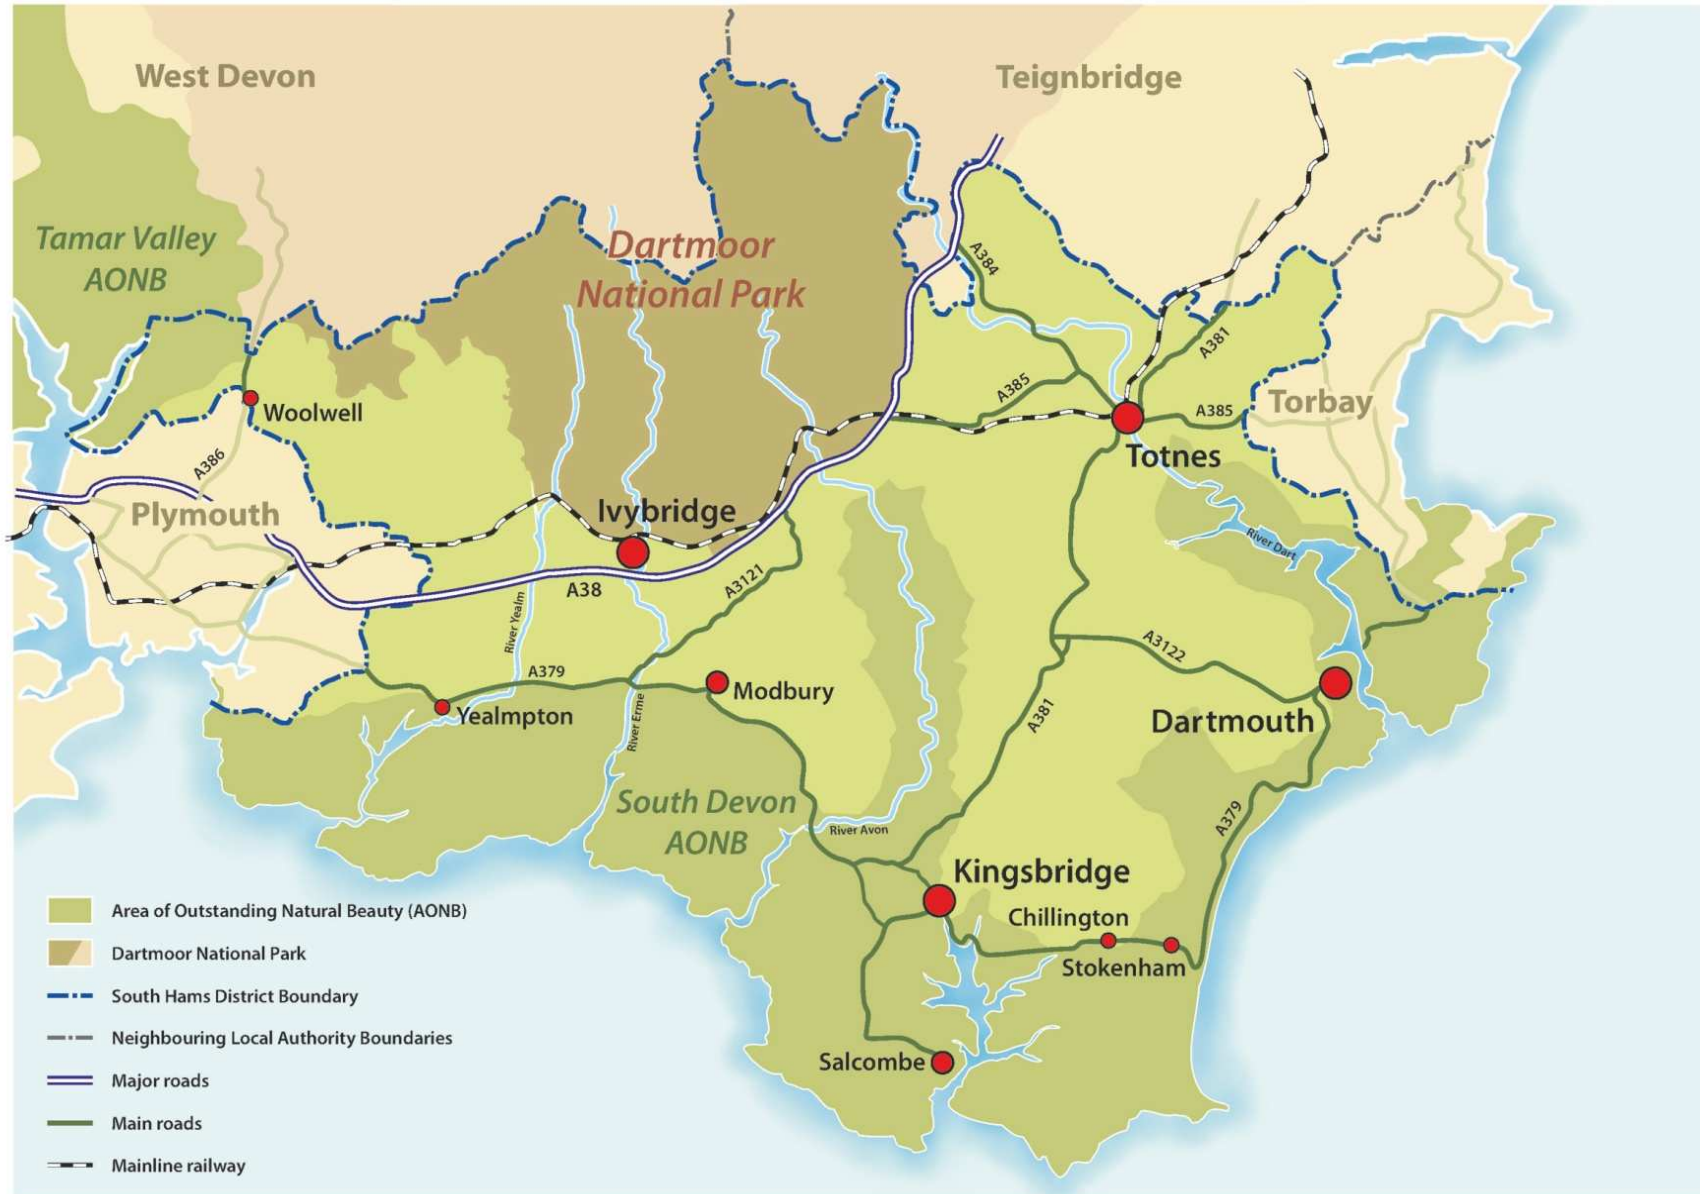 West Devon
Teignbridge
Tamar Valley
AONB
Dartmoor
National Park
A384
A381
A385
A385
Torbay
Woolwell
A386
Totnes
Plymouth
Ivybridge
River Dart
A38
A3121
River Yealm
A379
A3122
Modbury
Yealmpton
River Erme
A381
Dartmouth
South Devon
AONB
River Avon
A379
Kingsbridge
Chillington
Stokenham
Salcombe
Area of Outstanding Natural Beauty (AONB)
Dartmoor National Park
South Hams District Boundary
Neighbouring Local Authority Boundaries
Major roads
Main roads
Mainline railway